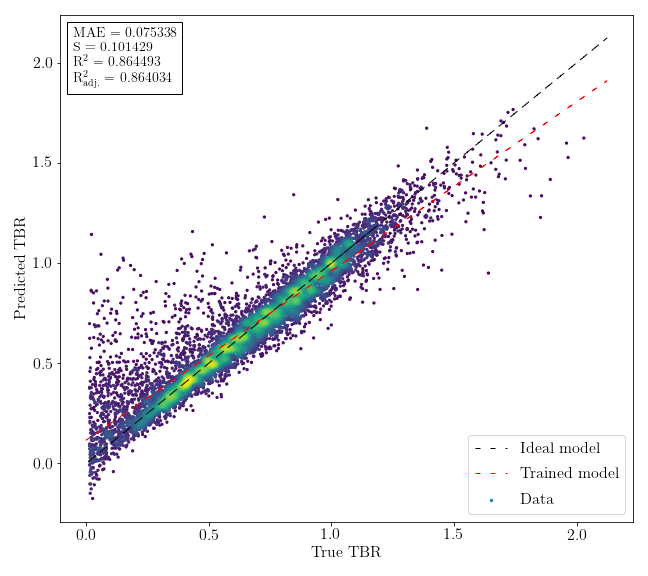 MAE = 0.075338
S = 0.101429
R² = 0.864493
R²adj. = 0.864034
2.0
1.5
1.0
0.5
0.0
Predicted TBR
Ideal model
Trained model
Data
0.0 0.5 1.0 1.5 2.0
True TBR